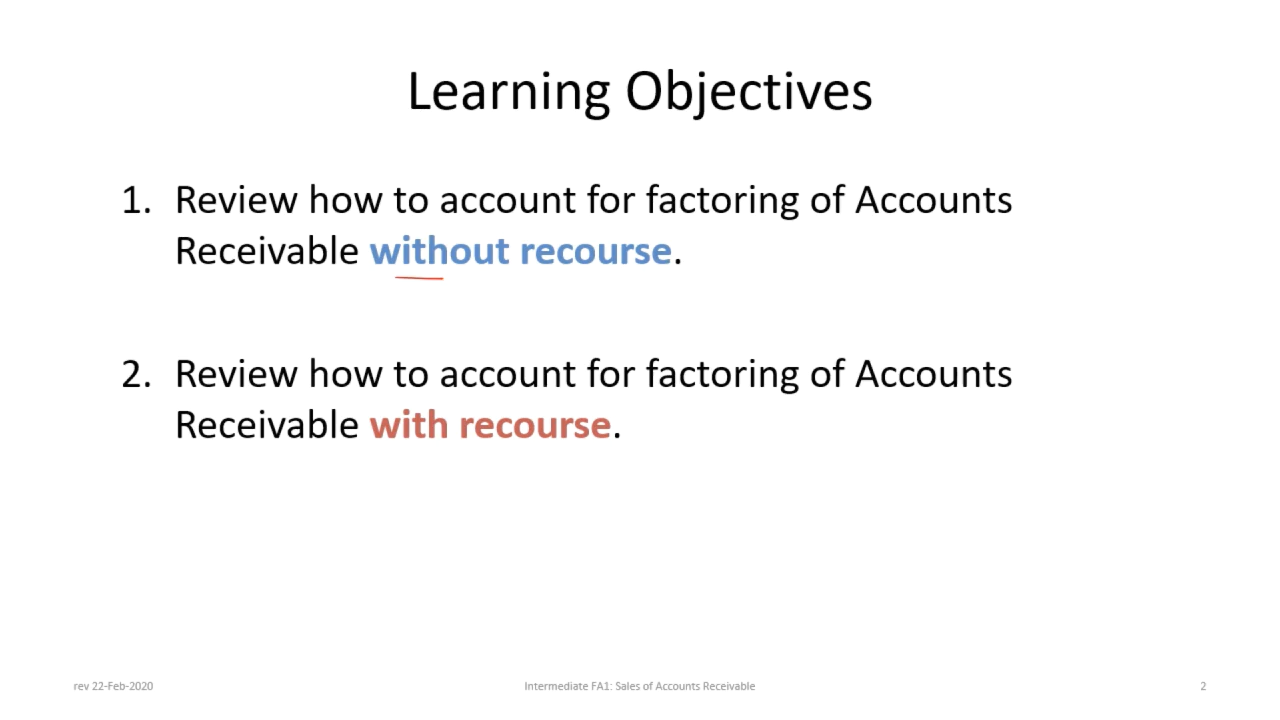 Learning Objectives
1. Review how to account for factoring of Accounts
Receivable without recourse.
2. Review how to account for factoring of Accounts
Receivable with recourse.
rev 22-Feb-2020
Intermediate FA1: Sales of Accounts Receivable
2